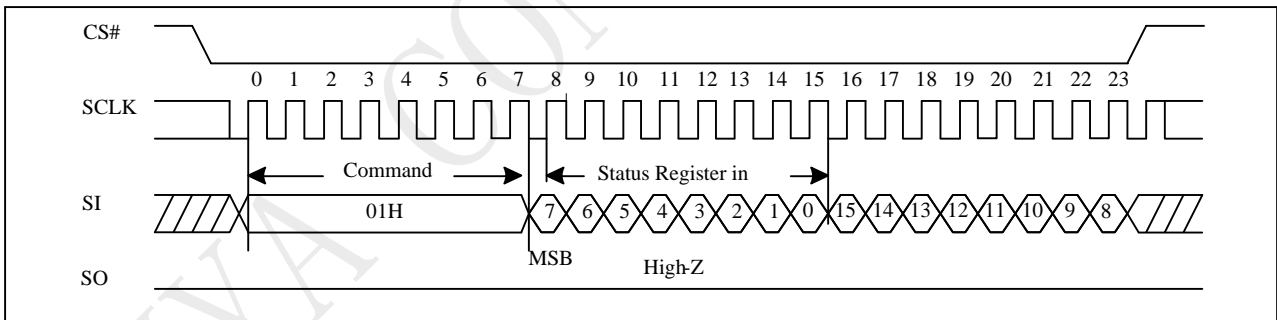 CS#
0 1 2 3 4 5 6 7 8 9 10 11 12 13 14 15 16 17 18 19 20 21 22 23
SCLK
Command Status Register in
SI 01H 7 6 5 4 3 2 1 0 15 14 13 12 11 10 9 8
MSB High-Z
SO